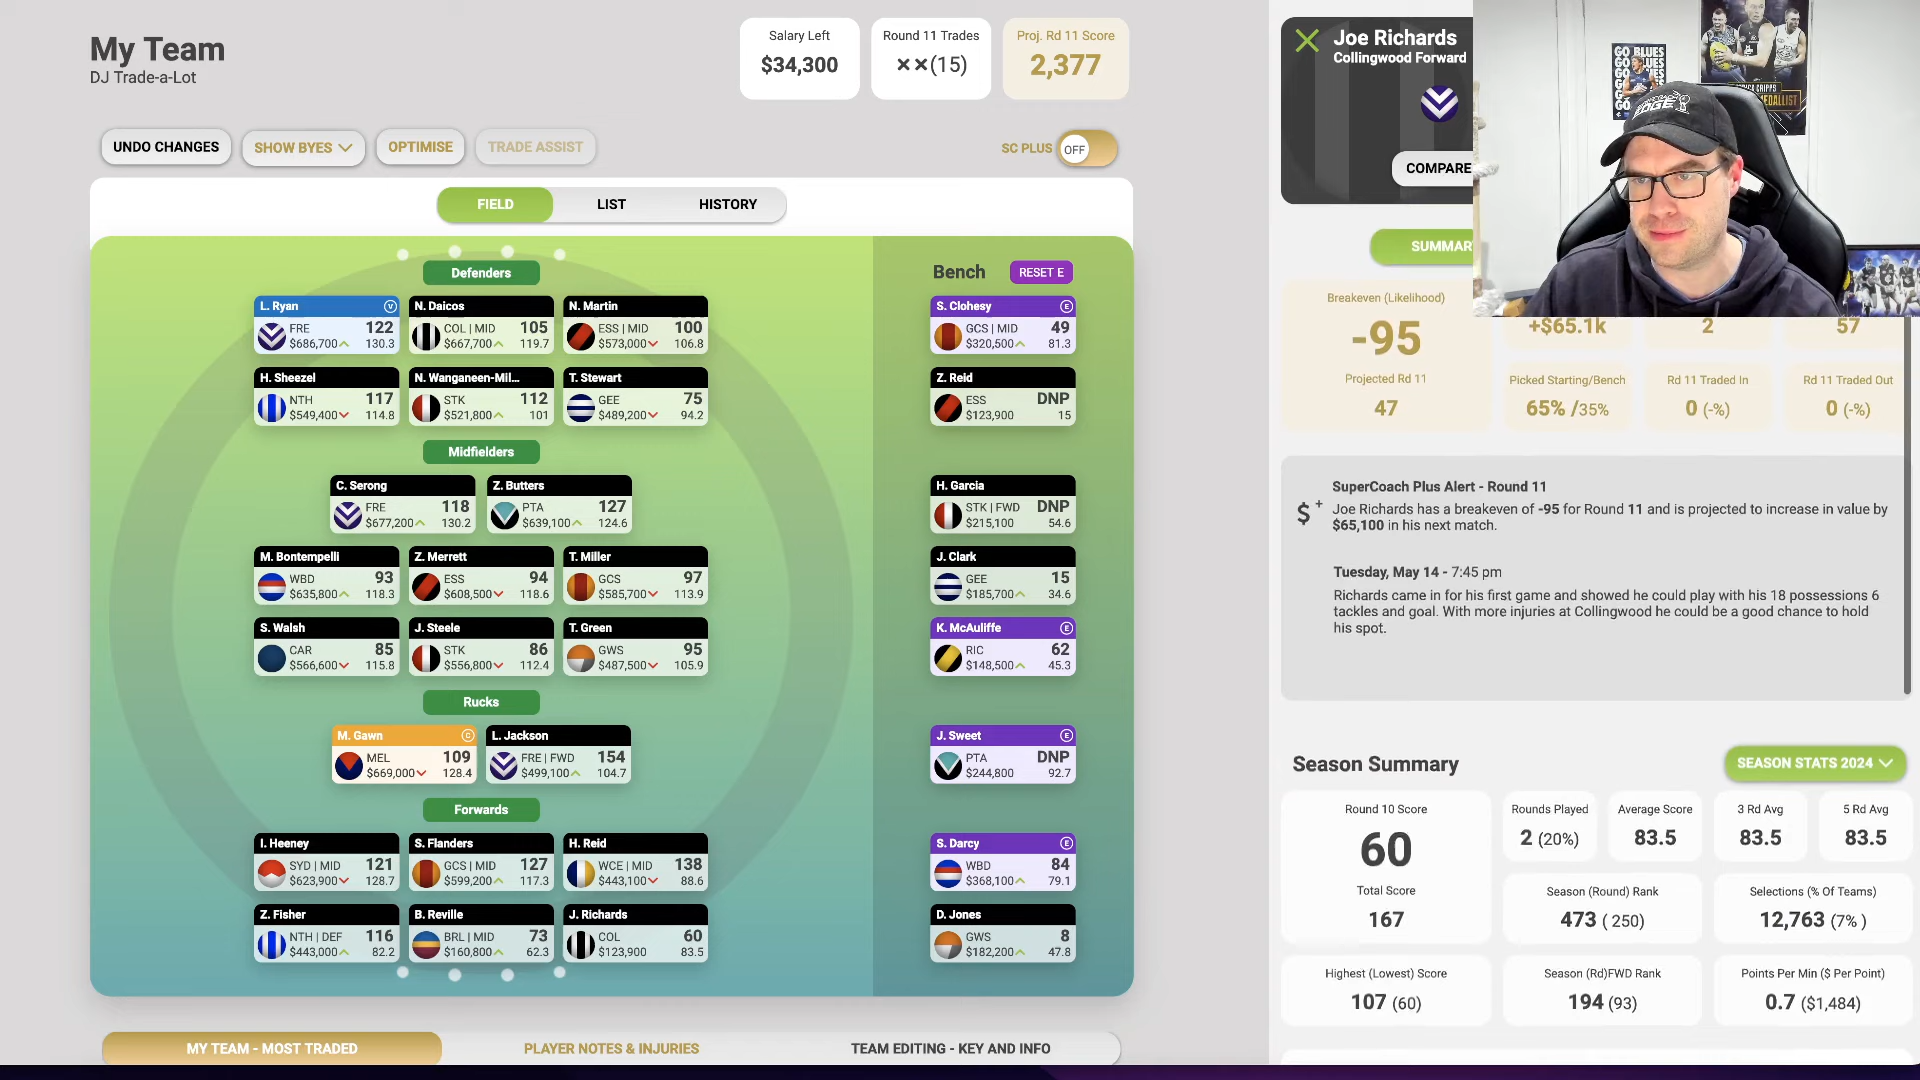 My Team
DJ Trade-a-Lot
Salary Left
$34,300
Round 11 Trades
××(15)
Proj. Rd 11 Score
2,377
UNDO CHANGES
SHOW BYES
OPTIMISE
TRADE ASSIST
SC PLUS
OFF
FIELD
LIST
HISTORY
Defenders
Bench
RESET E
L. Ryan V
FRE 122
$686,700 130.3
N. Daicos
COL | MID 105
$667,700 119.7
N. Martin
ESS | MID 100
$573,000 106.8
S. Clohesy E
GCS | MID 49
$320,500 81.3
H. Sheezel
NTH 117
$549,400 114.8
N. Wanganeen-Mil...
STK 112
$521,800 101
T. Stewart
GEE 75
$489,200 94.2
Z. Reid
ESS DNP
$123,900 15
Midfielders
C. Serong
FRE 118
$677,200 130.2
Z. Butters
PTA 127
$639,100 124.6
H. Garcia
STK | FWD DNP
$215,100 54.6
M. Bontempelli
WBD 93
$635,800 118.3
Z. Merrett
ESS 94
$608,500 118.6
T. Miller
GCS 97
$585,700 113.9
J. Clark
GEE 15
$185,700 34.6
S. Walsh
CAR 85
$566,600 115.8
J. Steele
STK 86
$556,800 112.4
T. Green
GWS 95
$487,500 105.9
K. McAuliffe E
RIC 62
$148,500 45.3
Rucks
M. Gawn C
MEL 109
$669,000 128.4
L. Jackson
FRE | FWD 154
$499,100 104.7
J. Sweet E
PTA DNP
$244,800 92.7
Forwards
I. Heeney
SYD | MID 121
$623,900 128.7
S. Flanders
GCS | MID 127
$599,200 117.3
H. Reid
WCE | MID 138
$443,100 88.6
S. Darcy E
WBD 84
$368,100 79.1
Z. Fisher
NTH | DEF 116
$443,000 82.2
B. Reville
BRL | MID 73
$160,800 62.3
J. Richards
COL 60
$123,900 83.5
D. Jones
GWS 8
$182,200 47.8
MY TEAM - MOST TRADED
PLAYER NOTES & INJURIES
TEAM EDITING - KEY AND INFO
Joe Richards
Collingwood Forward
COMPARE
SUMMAR
GO BLUES
EDGE
CRIPPS
MEDALLIST
Breakeven (Likelihood)
-95
+$65.1k
2
57
Projected Rd 11
47
Picked Starting/Bench
65% /35%
Rd 11 Traded In
0 (-%)
Rd 11 Traded Out
0 (-%)
$+
SuperCoach Plus Alert - Round 11
Joe Richards has a breakeven of -95 for Round 11 and is projected to increase in value by
$65,100 in his next match.
Tuesday, May 14 - 7:45 pm
Richards came in for his first game and showed he could play with his 18 possessions 6
tackles and goal. With more injuries at Collingwood he could be a good chance to hold
his spot.
Season Summary
SEASON STATS 2024
Round 10 Score
60
Total Score
167
Rounds Played
2 (20%)
Average Score
83.5
3 Rd Avg
83.5
5 Rd Avg
83.5
Season (Round) Rank
473 ( 250)
Selections (% Of Teams)
12,763 (7% )
Highest (Lowest) Score
107 (60)
Season (Rd)FWD Rank
194 (93)
Points Per Min ($ Per Point)
0.7 ($1,484)